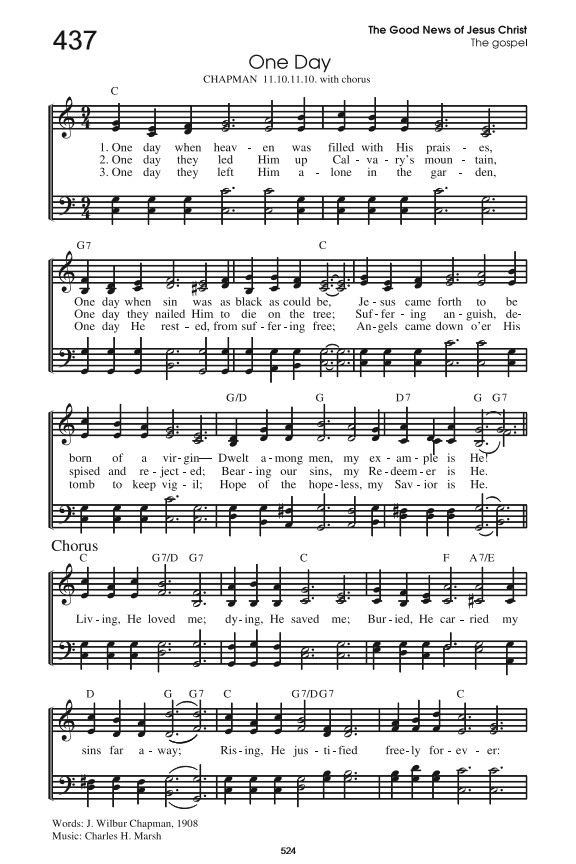 437
The Good News of Jesus Christ
The gospel
One Day
CHAPMAN 11.10.11.10. with chorus
C
1. One day when heav - en was filled with His prais - es,
2. One day they led Him up Cal - va - ry's moun - tain,
3. One day they left Him a - lone in the gar - den,
G7 C
One day when sin was as black as could be, Je - sus came forth to be
One day they nailed Him to die on the tree; Suf - fer - ing an - guish, de-
One day He rest - ed, from suf - fer - ing free; An - gels came down o'er His
G/D G D7 G G7
born of a vir - gin— Dwelt a - mong men, my ex - am - ple is He!
spised and re - ject - ed; Bear - ing our sins, my Re - deem - er is He.
tomb to keep vig - il; Hope of the hope - less, my Sav - ior is He.
Chorus
C G7/D G7 C F A7/E
Liv - ing, He loved me; dy - ing, He saved me; Bur - ied, He car - ried my
D G G7 C G7/D G7 C
sins far a - way; Ris - ing, He jus - ti - fied free - ly for - ev - er:
Words: J. Wilbur Chapman, 1908
Music: Charles H. Marsh
524